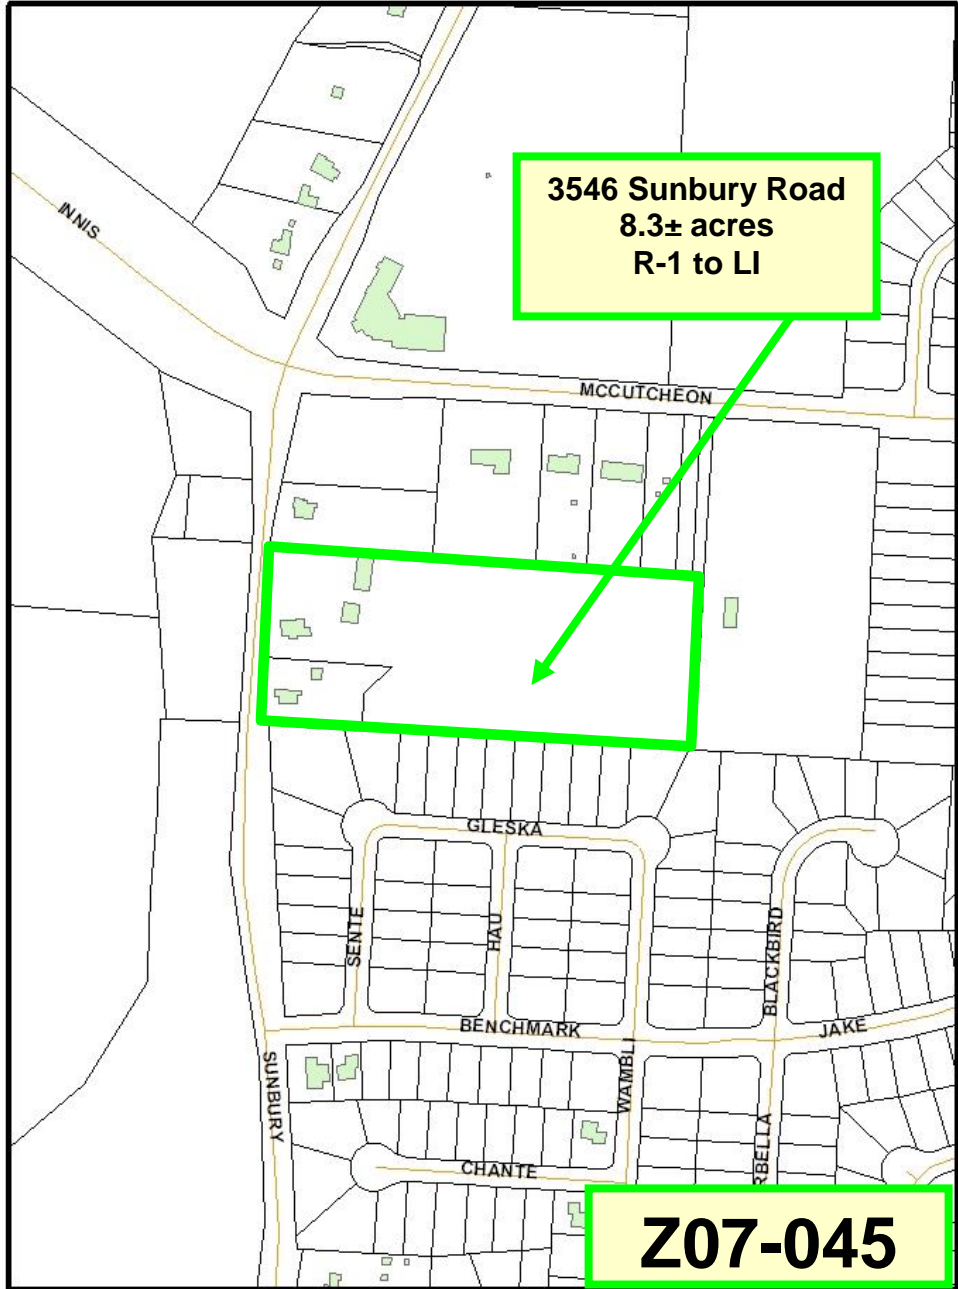 3546 Sunbury Road
8.3± acres
R-1 to LI
INNIS
MCCUTCHEON
GLESKA
SENTE
HAU
BLACKBIRD
BENCHMARK
JAKE
SUNBURY
WAMBLI
CHANTE
RBELLA
Z07-045